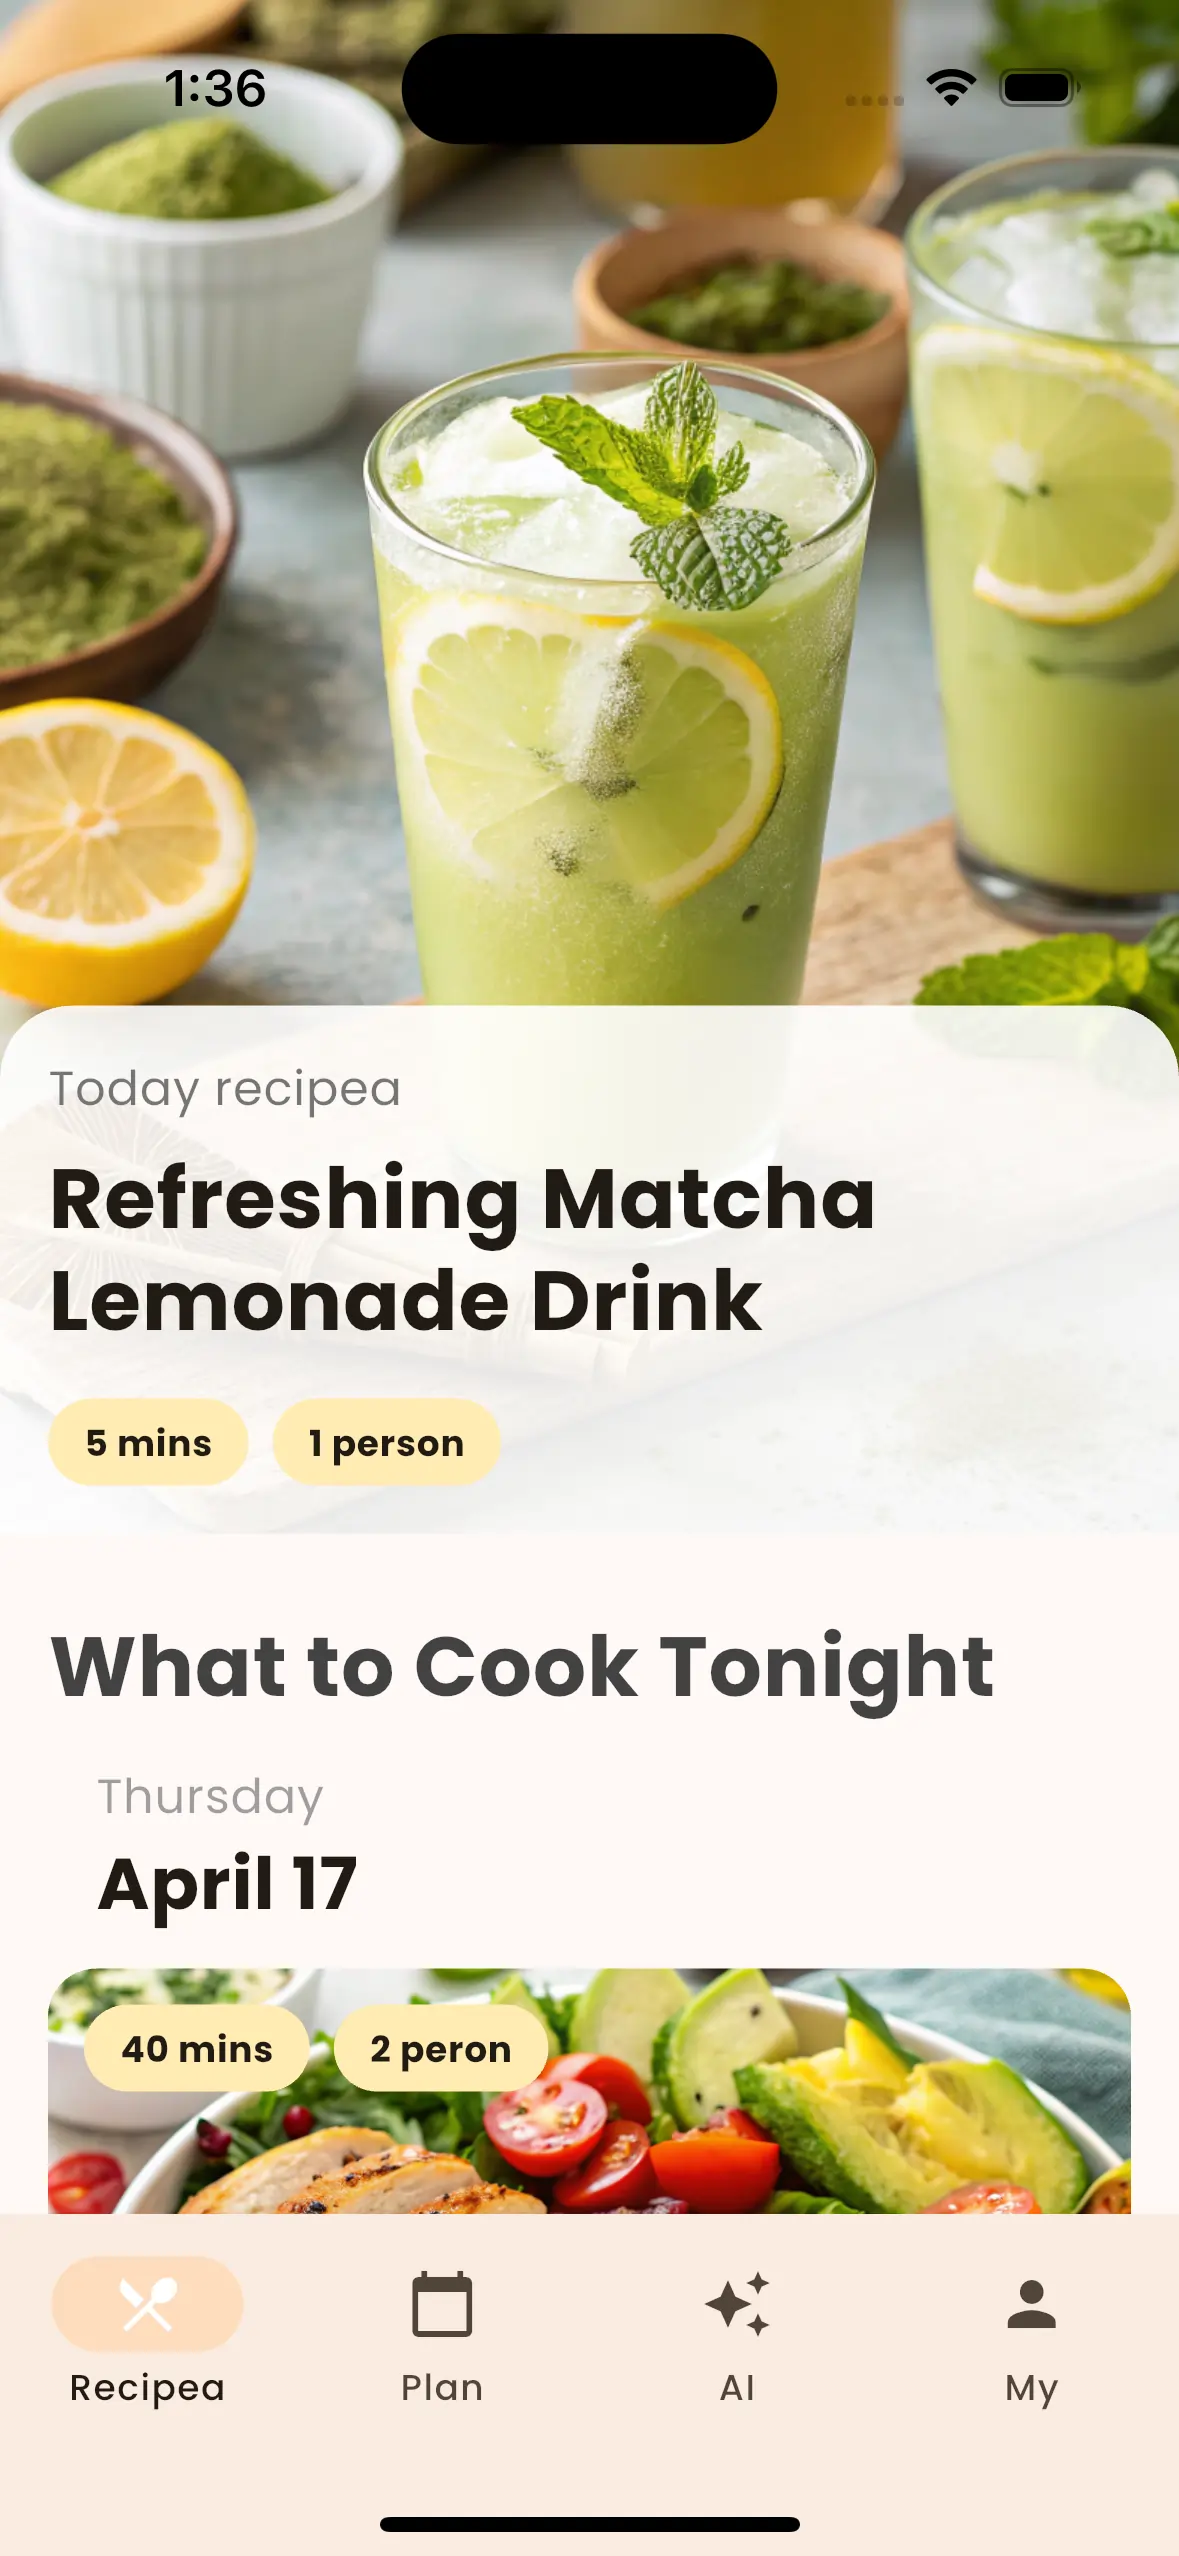 1:36
Today recipea
Refreshing Matcha
Lemonade Drink
5 mins 1 person
What to Cook Tonight
Thursday
April 17
40 mins 2 peron
Recipea Plan AI My